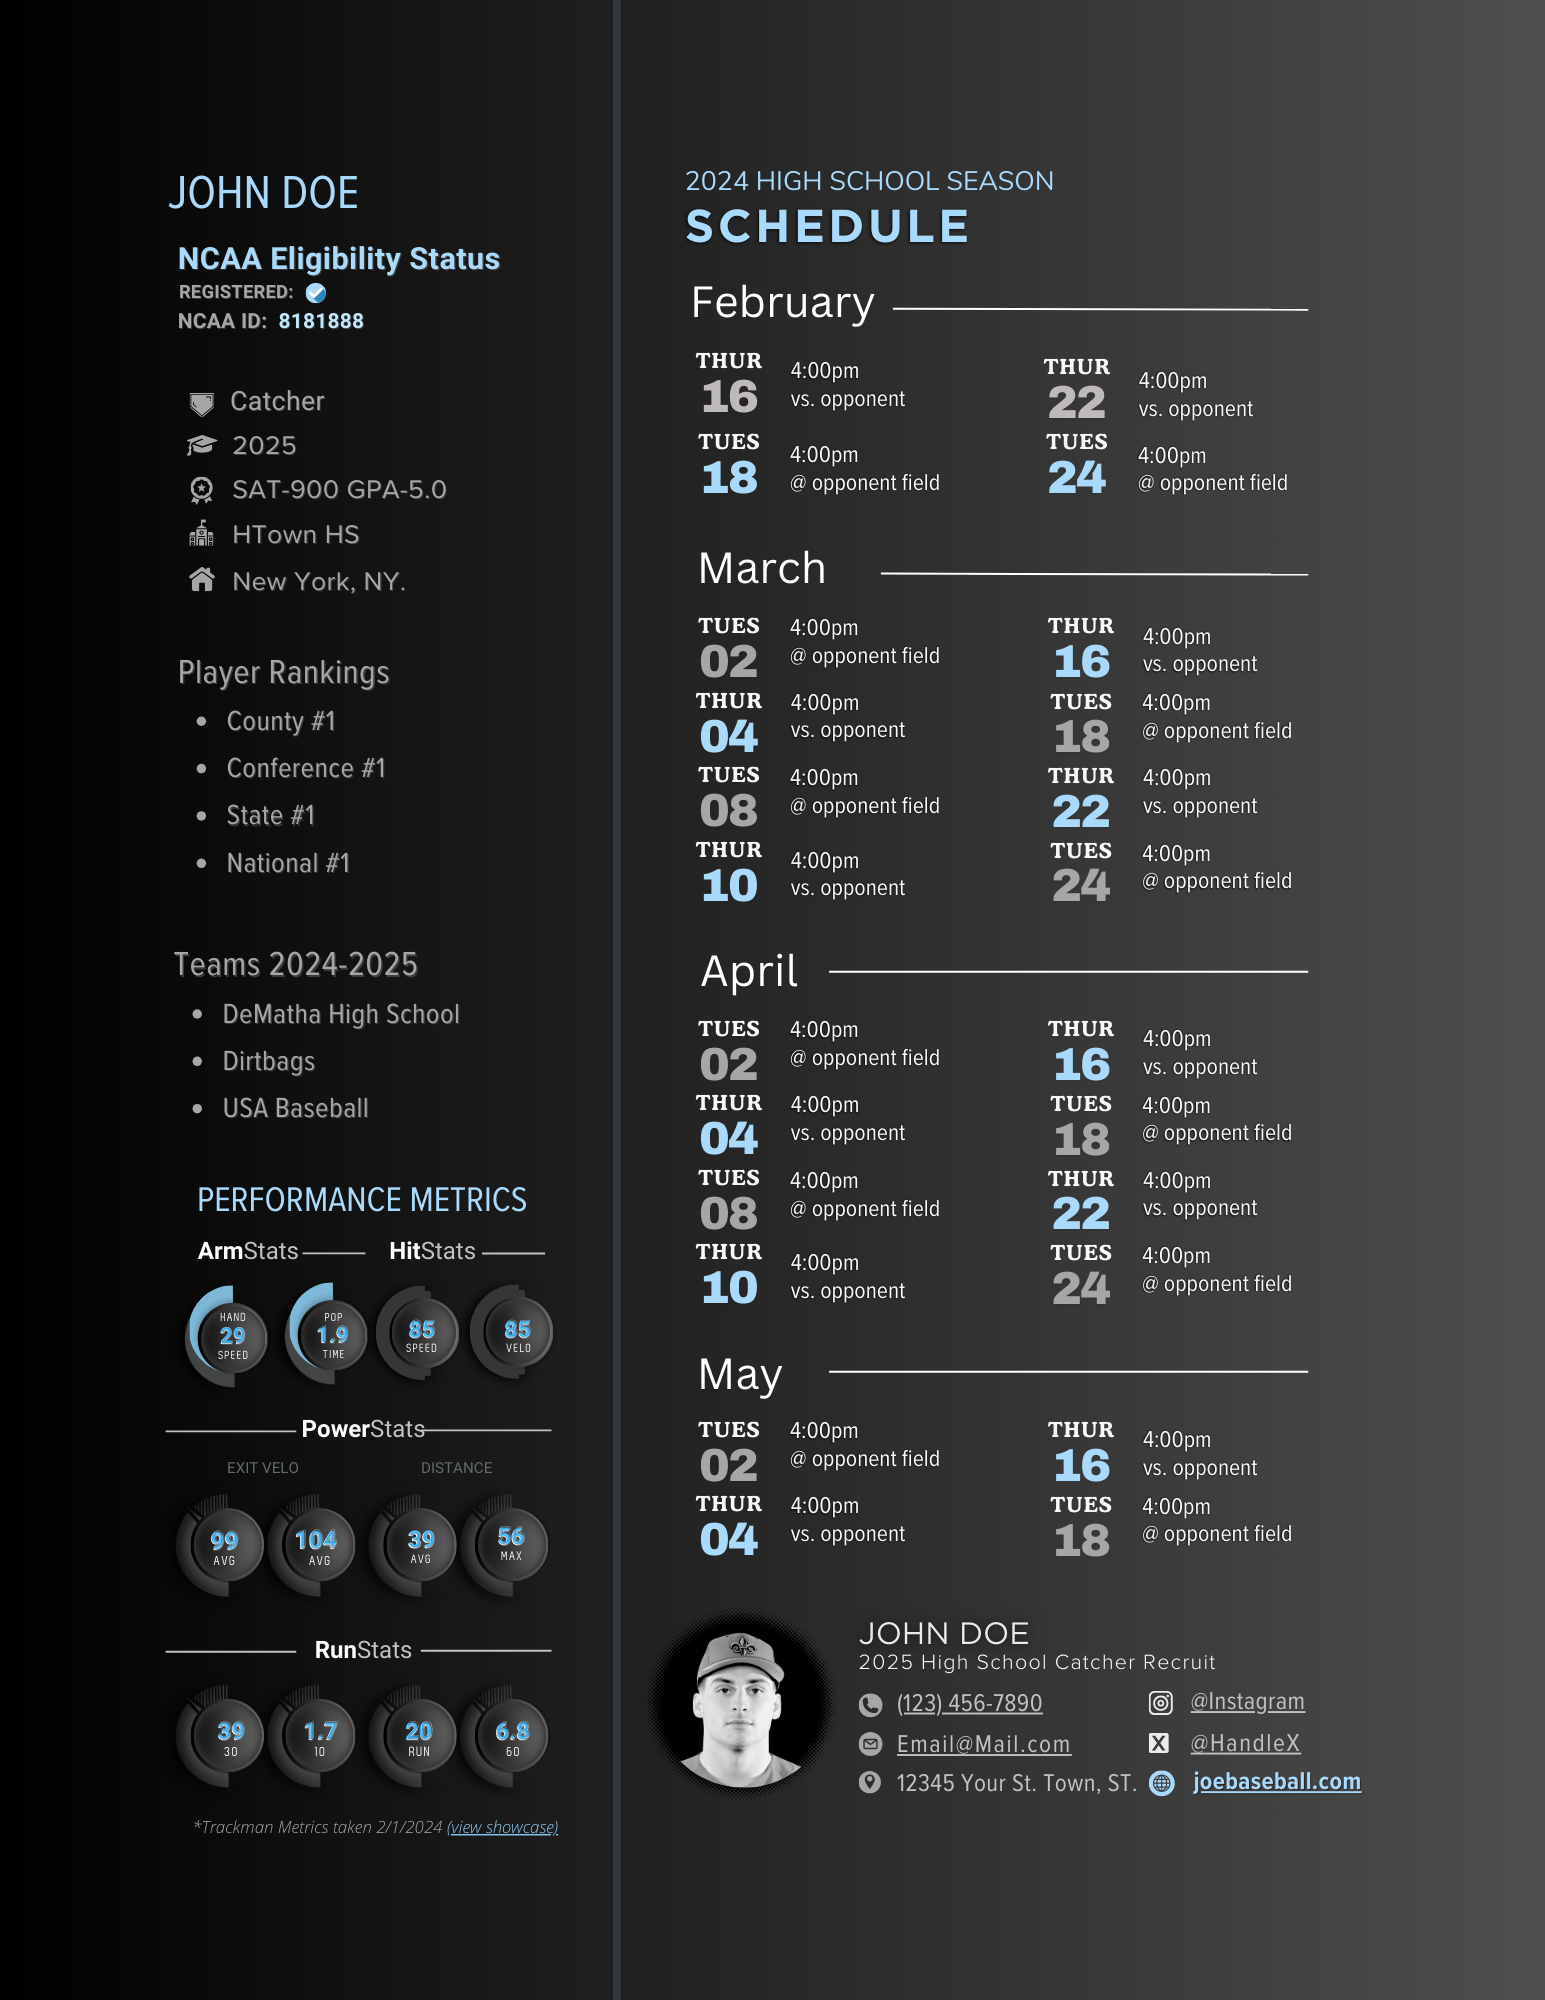 JOHN DOE
NCAA Eligibility Status
REGISTERED:
NCAA ID: 8181888
Catcher
2025
SAT-900 GPA-5.0
HTown HS
New York, NY.
Player Rankings
• County #1
• Conference #1
• State #1
• National #1
Teams 2024-2025
• DeMatha High School
• Dirtbags
• USA Baseball
PERFORMANCE METRICS
ArmStats
HAND
29
SPEED
POP
1.9
TIME
HitStats
85
SPEED
85
VELO
PowerStats
EXIT VELO
99
AVG
104
AVG
DISTANCE
39
AVG
56
MAX
RunStats
39
30
1.7
10
20
RUN
6.8
60
*Trackman Metrics taken 2/1/2024 (view showcase)
2024 HIGH SCHOOL SEASON
SCHEDULE
February
THUR
16
4:00pm
vs. opponent
TUES
18
4:00pm
@ opponent field
THUR
22
4:00pm
vs. opponent
TUES
24
4:00pm
@ opponent field
March
TUES
02
4:00pm
@ opponent field
THUR
04
4:00pm
vs. opponent
TUES
08
4:00pm
@ opponent field
THUR
10
4:00pm
vs. opponent
THUR
16
4:00pm
vs. opponent
TUES
18
4:00pm
@ opponent field
THUR
22
4:00pm
vs. opponent
TUES
24
4:00pm
@ opponent field
April
TUES
02
4:00pm
@ opponent field
THUR
04
4:00pm
vs. opponent
TUES
08
4:00pm
@ opponent field
THUR
10
4:00pm
vs. opponent
THUR
16
4:00pm
vs. opponent
TUES
18
4:00pm
@ opponent field
THUR
22
4:00pm
vs. opponent
TUES
24
4:00pm
@ opponent field
May
TUES
02
4:00pm
@ opponent field
THUR
04
4:00pm
vs. opponent
THUR
16
4:00pm
vs. opponent
TUES
18
4:00pm
@ opponent field
JOHN DOE
2025 High School Catcher Recruit
(123) 456-7890
Email@Mail.com
12345 Your St. Town, ST.
@Instagram
X @HandleX
joebaseball.com